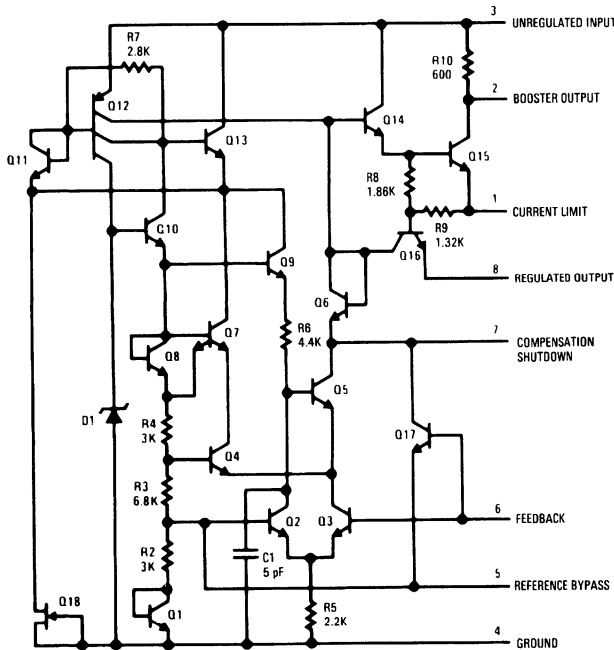 3
UNREGULATED INPUT
R7
2.8K
Q12
R10
600
2
BOOSTER OUTPUT
Q14
Q13
Q11
Q15
R8
1.86K
1
CURRENT LIMIT
R9
1.32K
Q10
Q16
Q9
8
REGULATED OUTPUT
Q6
7
COMPENSATION
SHUTDOWN
Q7
R6
4.4K
Q8
Q5
D1
R4
3K
Q17
Q4
R3
6.8K
6
FEEDBACK
Q2
Q3
R2
3K
C1
5 pF
5
REFERENCE BYPASS
Q18
Q1
R5
2.2K
4
GROUND